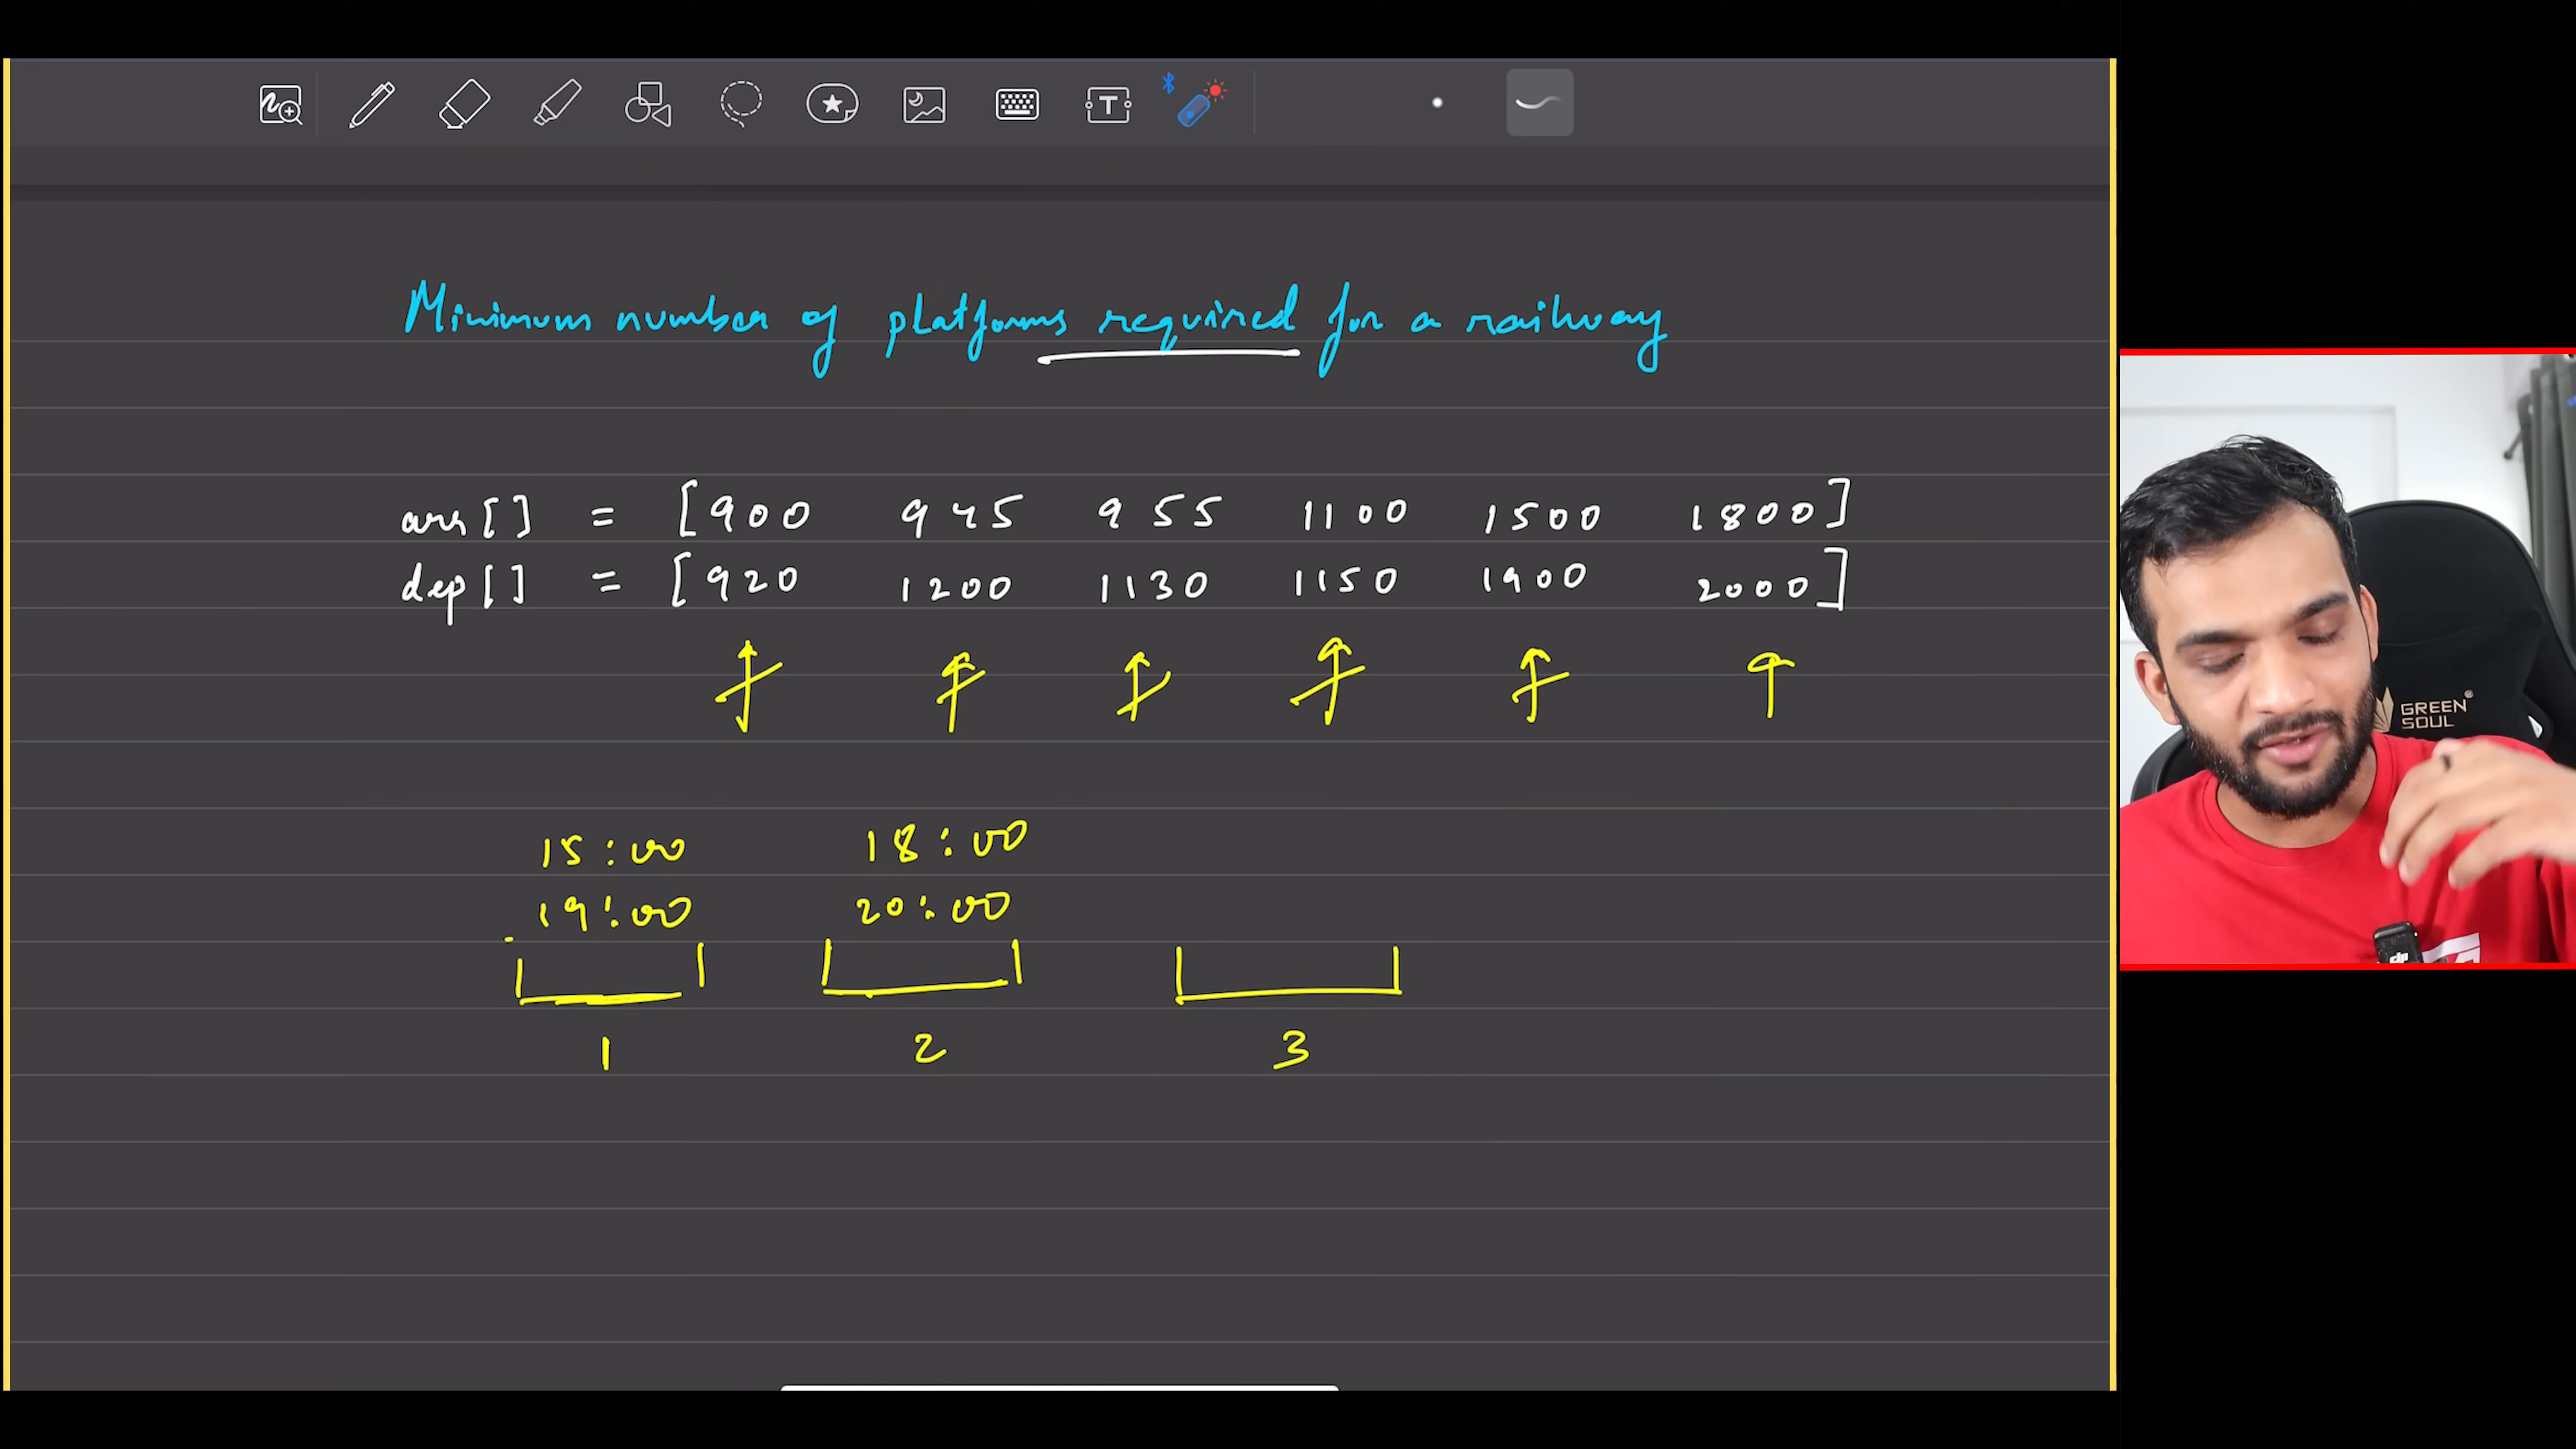 Minimum number of platforms required for a railway
arr[] = [900 945 955 1100 1500 1800]
dep[] = [920 1200 1130 1150 1900 2000]
15:00 18:00
19:00 20:00
1 2 3
GREEN SOUL